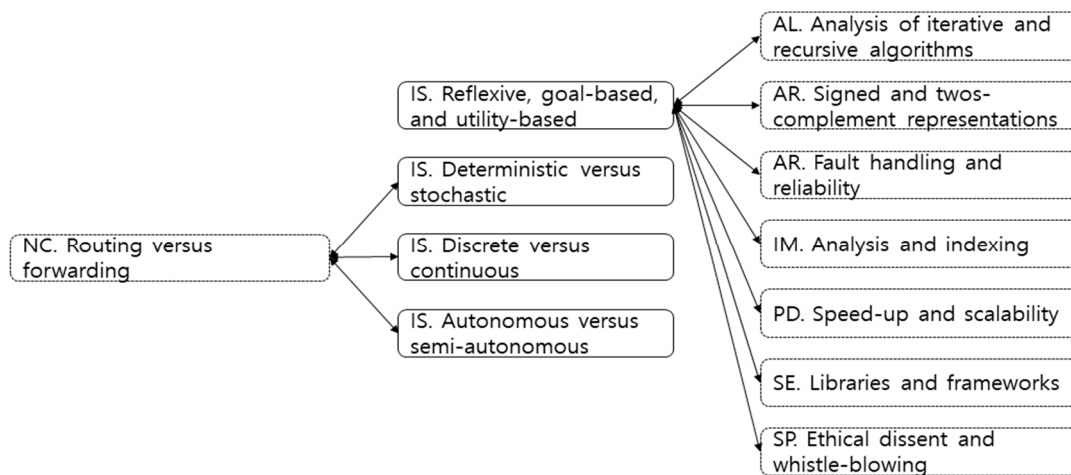 NC. Routing versus
forwarding
IS. Reflexive, goal-based,
and utility-based
IS. Deterministic versus
stochastic
IS. Discrete versus
continuous
IS. Autonomous versus
semi-autonomous
AL. Analysis of iterative and
recursive algorithms
AR. Signed and twos-
complement representations
AR. Fault handling and
reliability
IM. Analysis and indexing
PD. Speed-up and scalability
SE. Libraries and frameworks
SP. Ethical dissent and
whistle-blowing